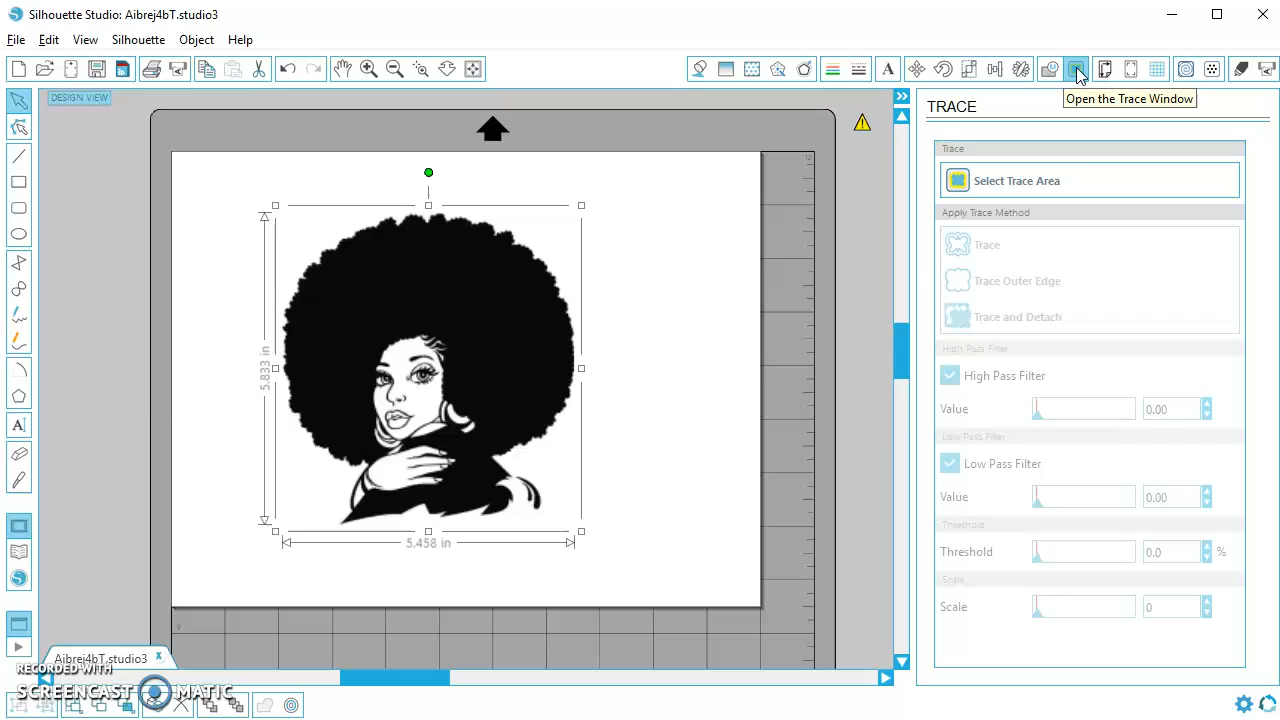 Silhouette Studio: Aibrej4bT.studio3
File Edit View Silhouette Object Help
DESIGN VIEW
Open the Trace Window
TRACE
Trace
Select Trace Area
Apply Trace Method
Trace
Trace Outer Edge
Trace and Detach
High Pass Filter
High Pass Filter
Value 0.00
Low Pass Filter
Low Pass Filter
Value 0.00
Threshold
Threshold 0.0 %
Scale
Scale 0
12
5.833 in
5.458 in
Aibrej4bT.studio3 x
RECORDED WITH
SCREENCAST MATIC